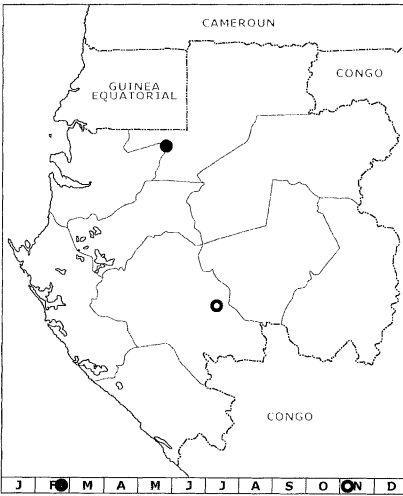 CAMEROUN
CONGO
GUINEA
EQUATORIAL
CONGO
J F M A M J J A S O N D